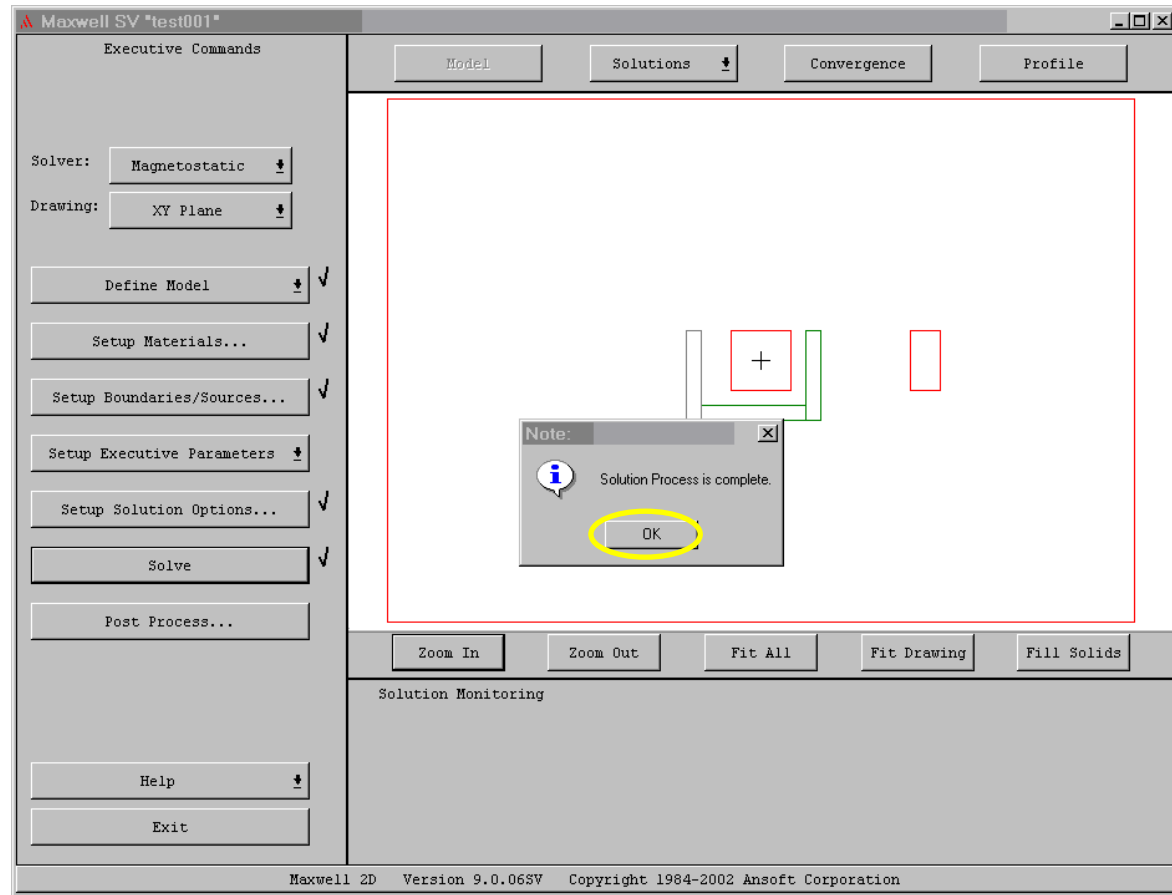 Maxwell SV "test001"
Executive Commands
Model
Solutions
Convergence
Profile
Solver:
Magnetostatic
Drawing:
XY Plane
Define Model
Setup Materials...
Setup Boundaries/Sources...
Setup Executive Parameters
Setup Solution Options...
Solve
Post Process...
Note:
Solution Process is complete.
OK
Zoom In
Zoom Out
Fit All
Fit Drawing
Fill Solids
Solution Monitoring
Help
Exit
Maxwell 2D Version 9.0.06SV Copyright 1984-2002 Ansoft Corporation